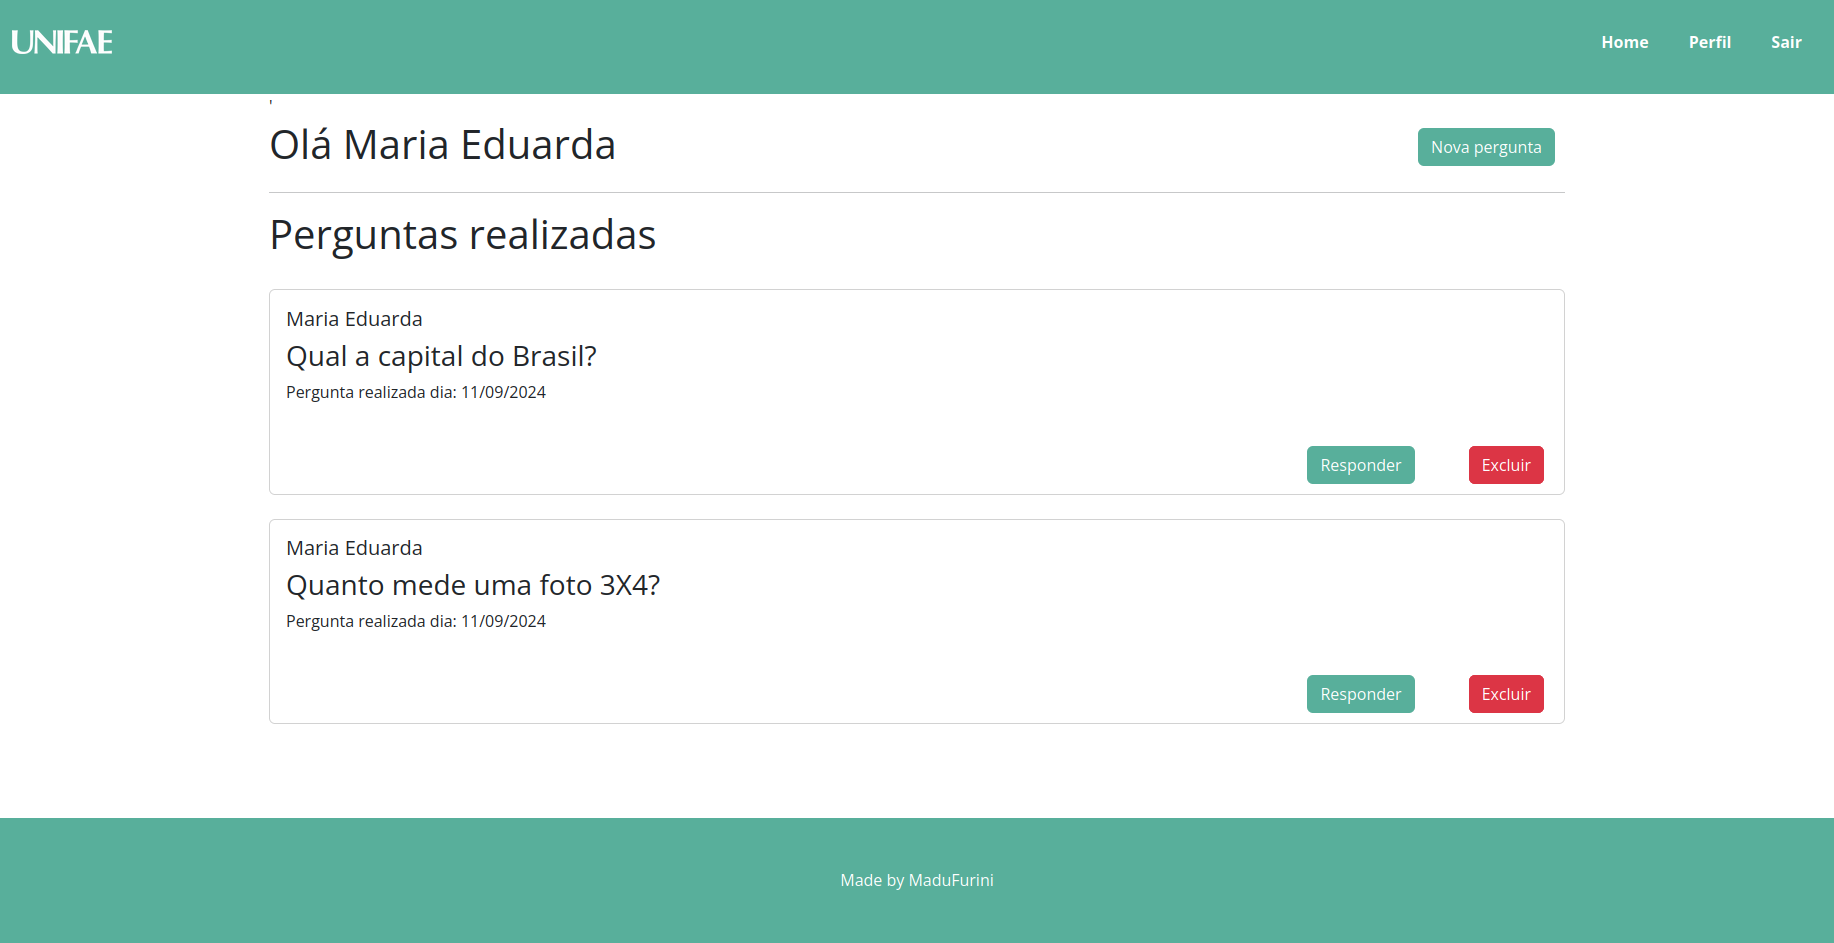 UNIFAE
Home Perfil Sair
'
Olá Maria Eduarda
Nova pergunta
Perguntas realizadas
Maria Eduarda
Qual a capital do Brasil?
Pergunta realizada dia: 11/09/2024
Responder Excluir
Maria Eduarda
Quanto mede uma foto 3X4?
Pergunta realizada dia: 11/09/2024
Responder Excluir
Made by MaduFurini